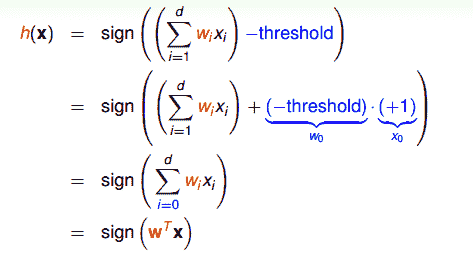 h(x) = sign((∑_{i=1}^{d} w_i x_i) −threshold)
= sign((∑_{i=1}^{d} w_i x_i) + (−threshold)_{w_0} · (+1)_{x_0})
= sign(∑_{i=0}^{d} w_i x_i)
= sign(w^T x)